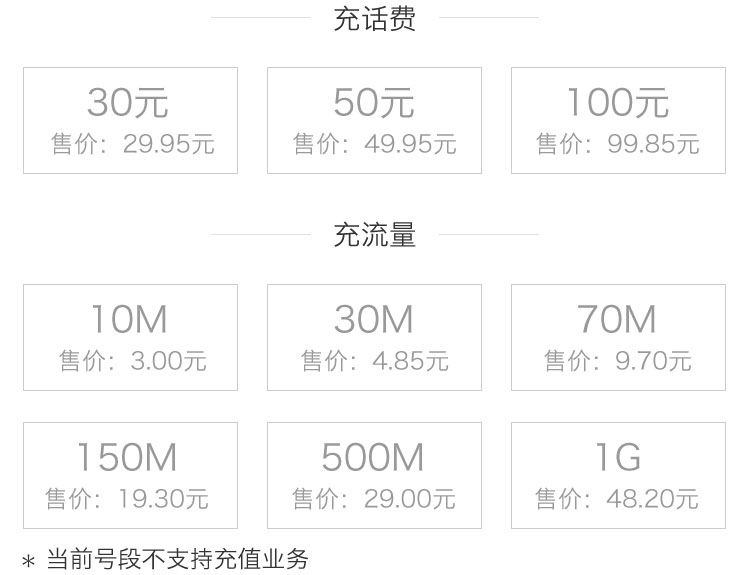 充话费
30元
售价：29.95元
50元
售价：49.95元
100元
售价：99.85元
充流量
10M
售价：3.00元
30M
售价：4.85元
70M
售价：9.70元
150M
售价：19.30元
500M
售价：29.00元
1G
售价：48.20元
* 当前号段不支持充值业务